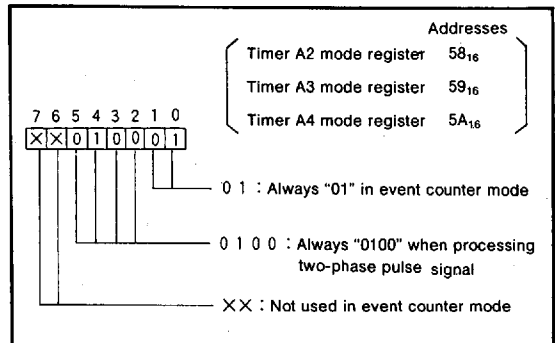 Addresses
Timer A2 mode register 58₁₆
Timer A3 mode register 59₁₆
Timer A4 mode register 5A₁₆
7 6 5 4 3 2 1 0
× × 0 1 0 0 0 1
0 1 : Always "01" in event counter mode
0 1 0 0 : Always "0100" when processing
two-phase pulse signal
×× : Not used in event counter mode